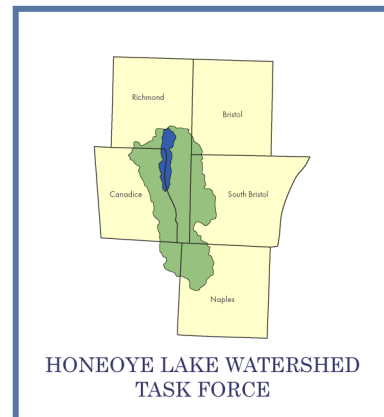 Richmond
Bristol
Canadice
South Bristol
Naples
HONEOYE LAKE WATERSHED
TASK FORCE